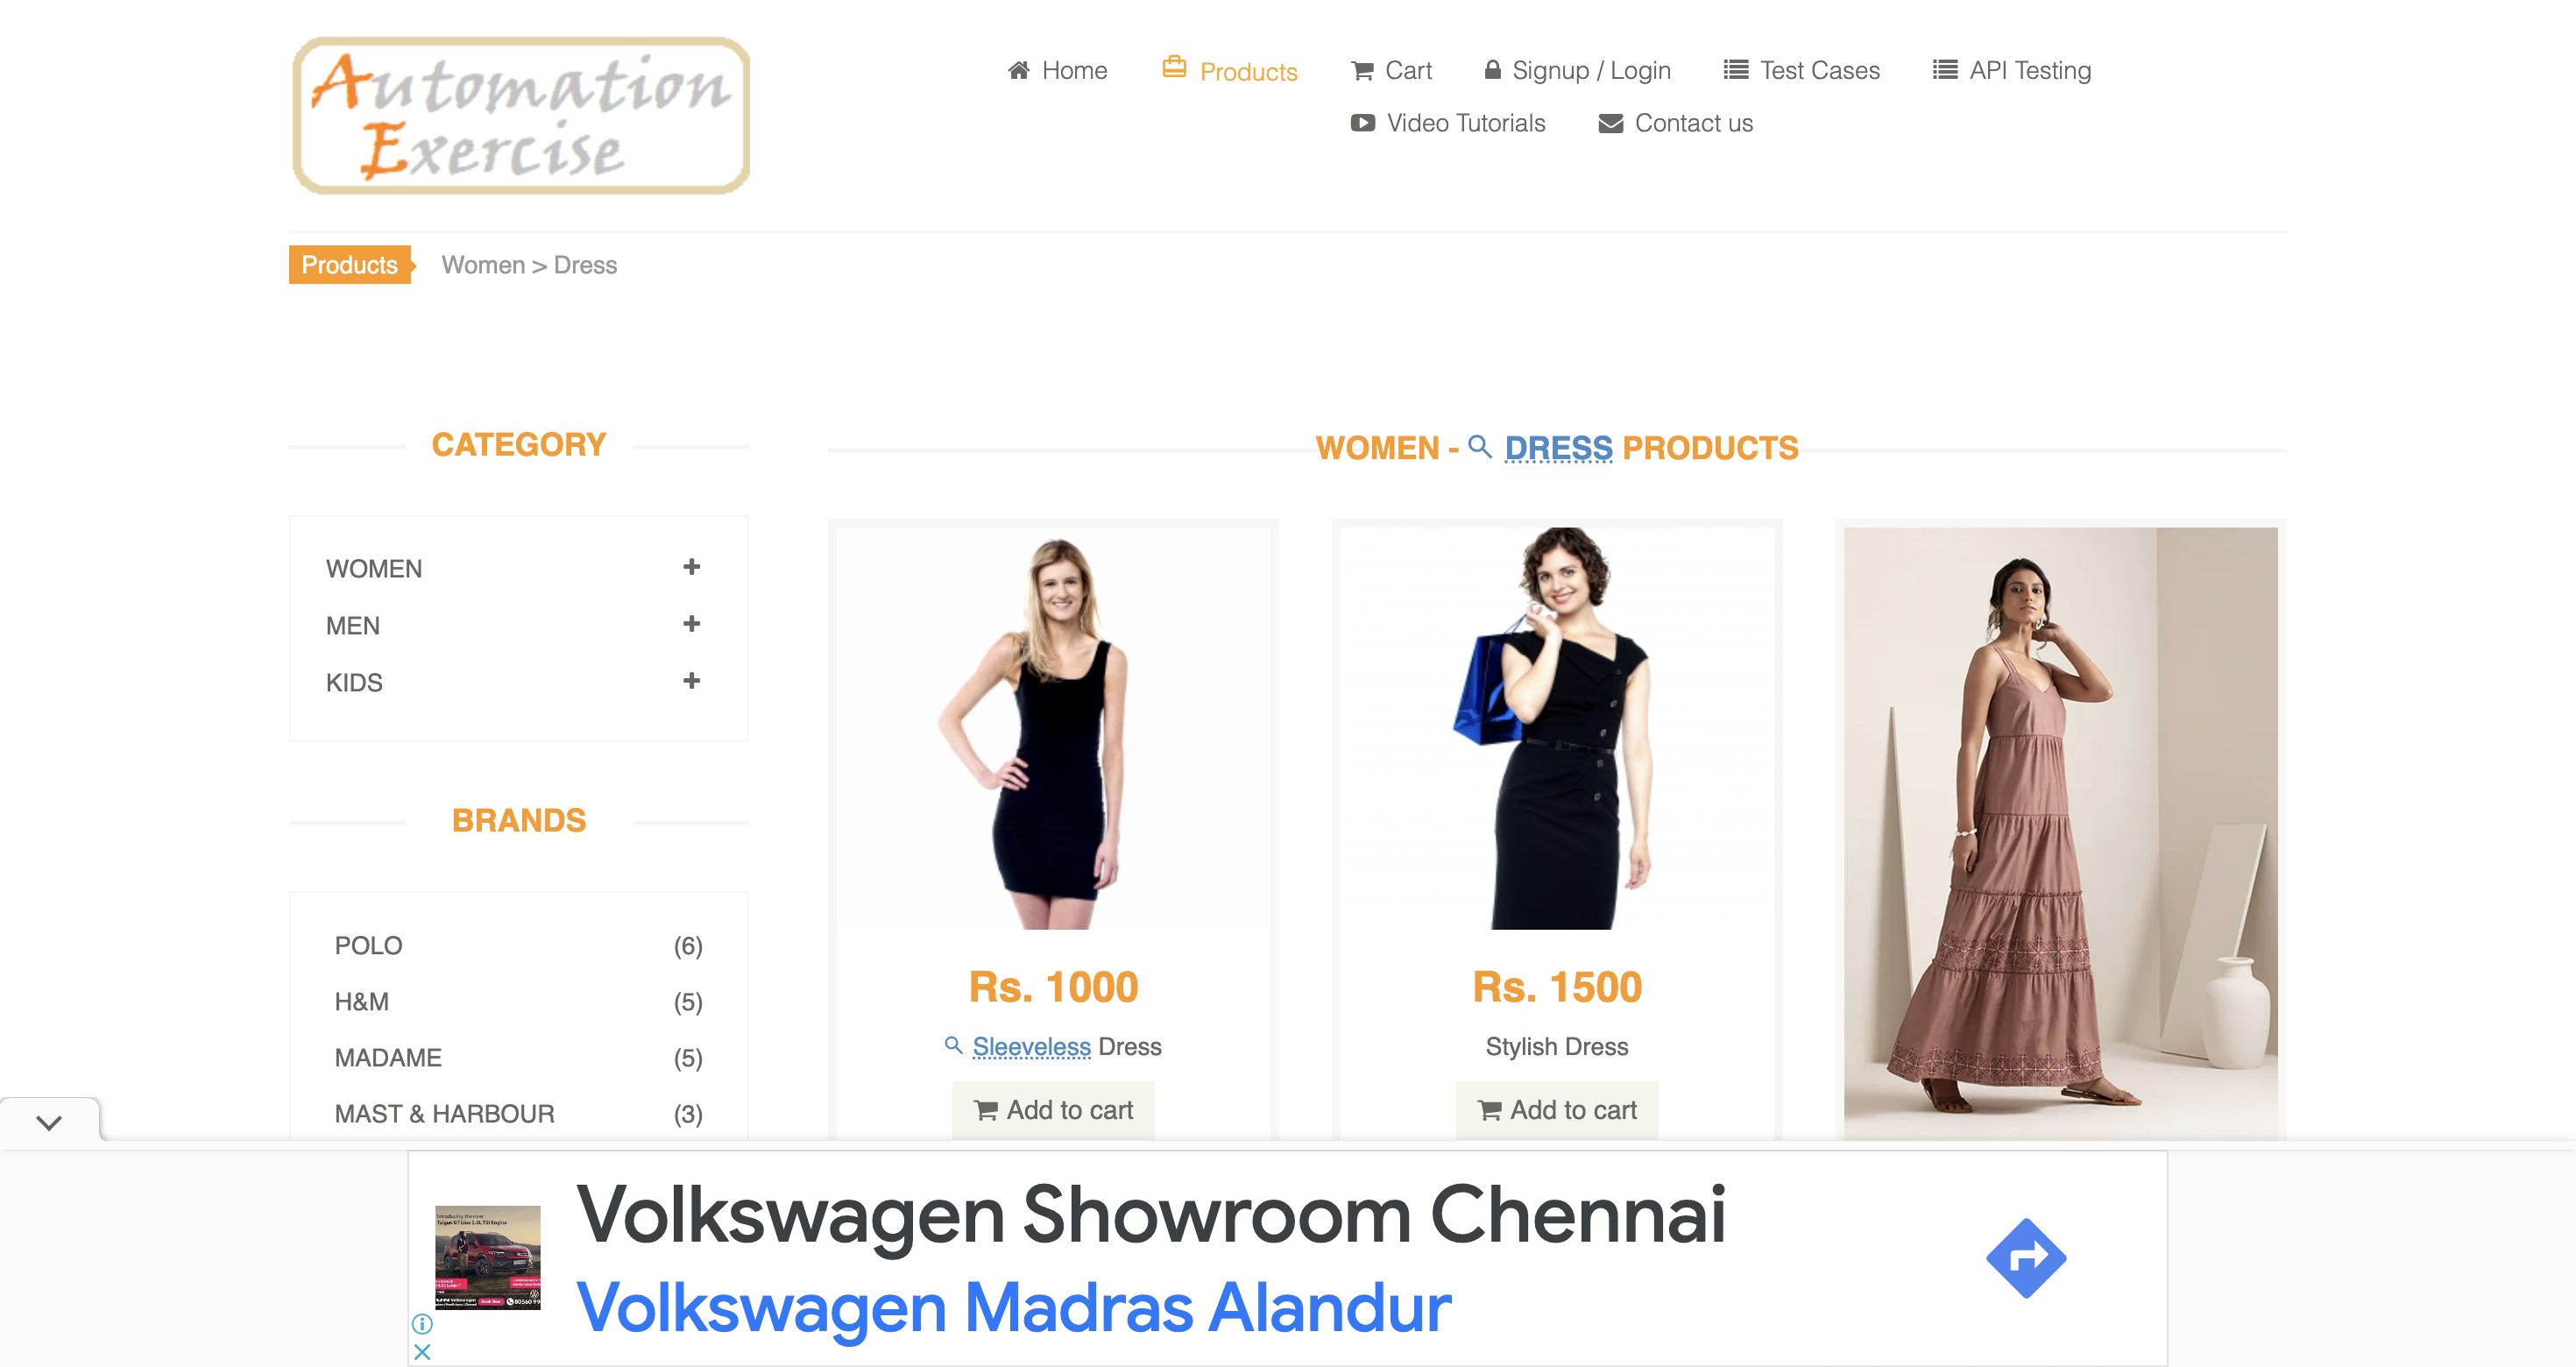 Automation
Exercise
Home Products Cart Signup / Login Test Cases API Testing
Video Tutorials Contact us
Products Women > Dress
CATEGORY
WOMEN
MEN
KIDS
BRANDS
POLO (6)
H&M (5)
MADAME (5)
MAST & HARBOUR (3)
WOMEN - DRESS PRODUCTS
Rs. 1000
Sleeveless Dress
Add to cart
Rs. 1500
Stylish Dress
Add to cart
Volkswagen Showroom Chennai
Volkswagen Madras Alandur